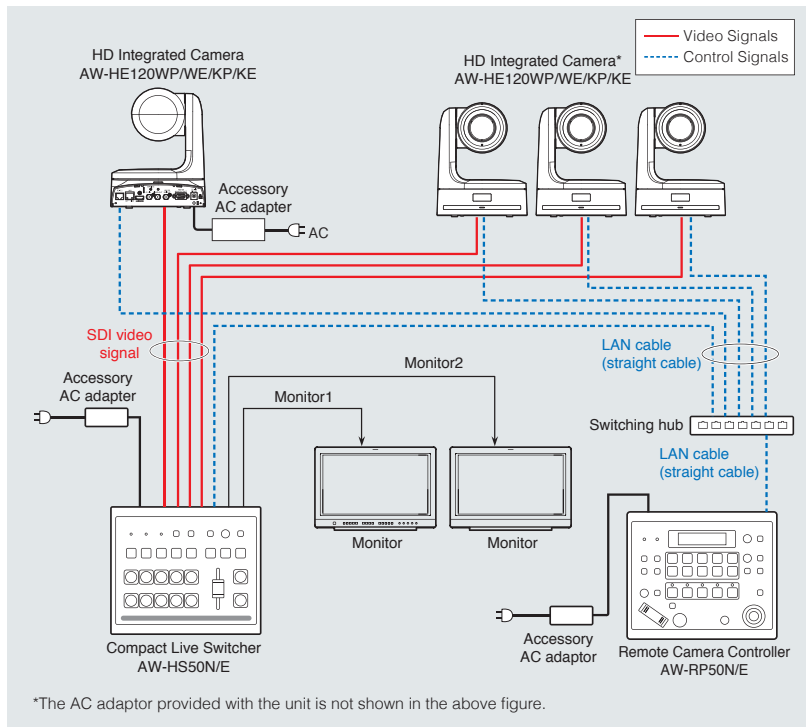 HD Integrated Camera
AW-HE120WP/WE/KP/KE
HD Integrated Camera*
AW-HE120WP/WE/KP/KE
Video Signals
Control Signals
Accessory
AC adapter
AC
SDI video
signal
LAN cable
(straight cable)
Accessory
AC adapter
Monitor2
Monitor1
Switching hub
LAN cable
(straight cable)
Monitor
Monitor
Compact Live Switcher
AW-HS50N/E
Accessory
AC adaptor
Remote Camera Controller
AW-RP50N/E
*The AC adaptor provided with the unit is not shown in the above figure.